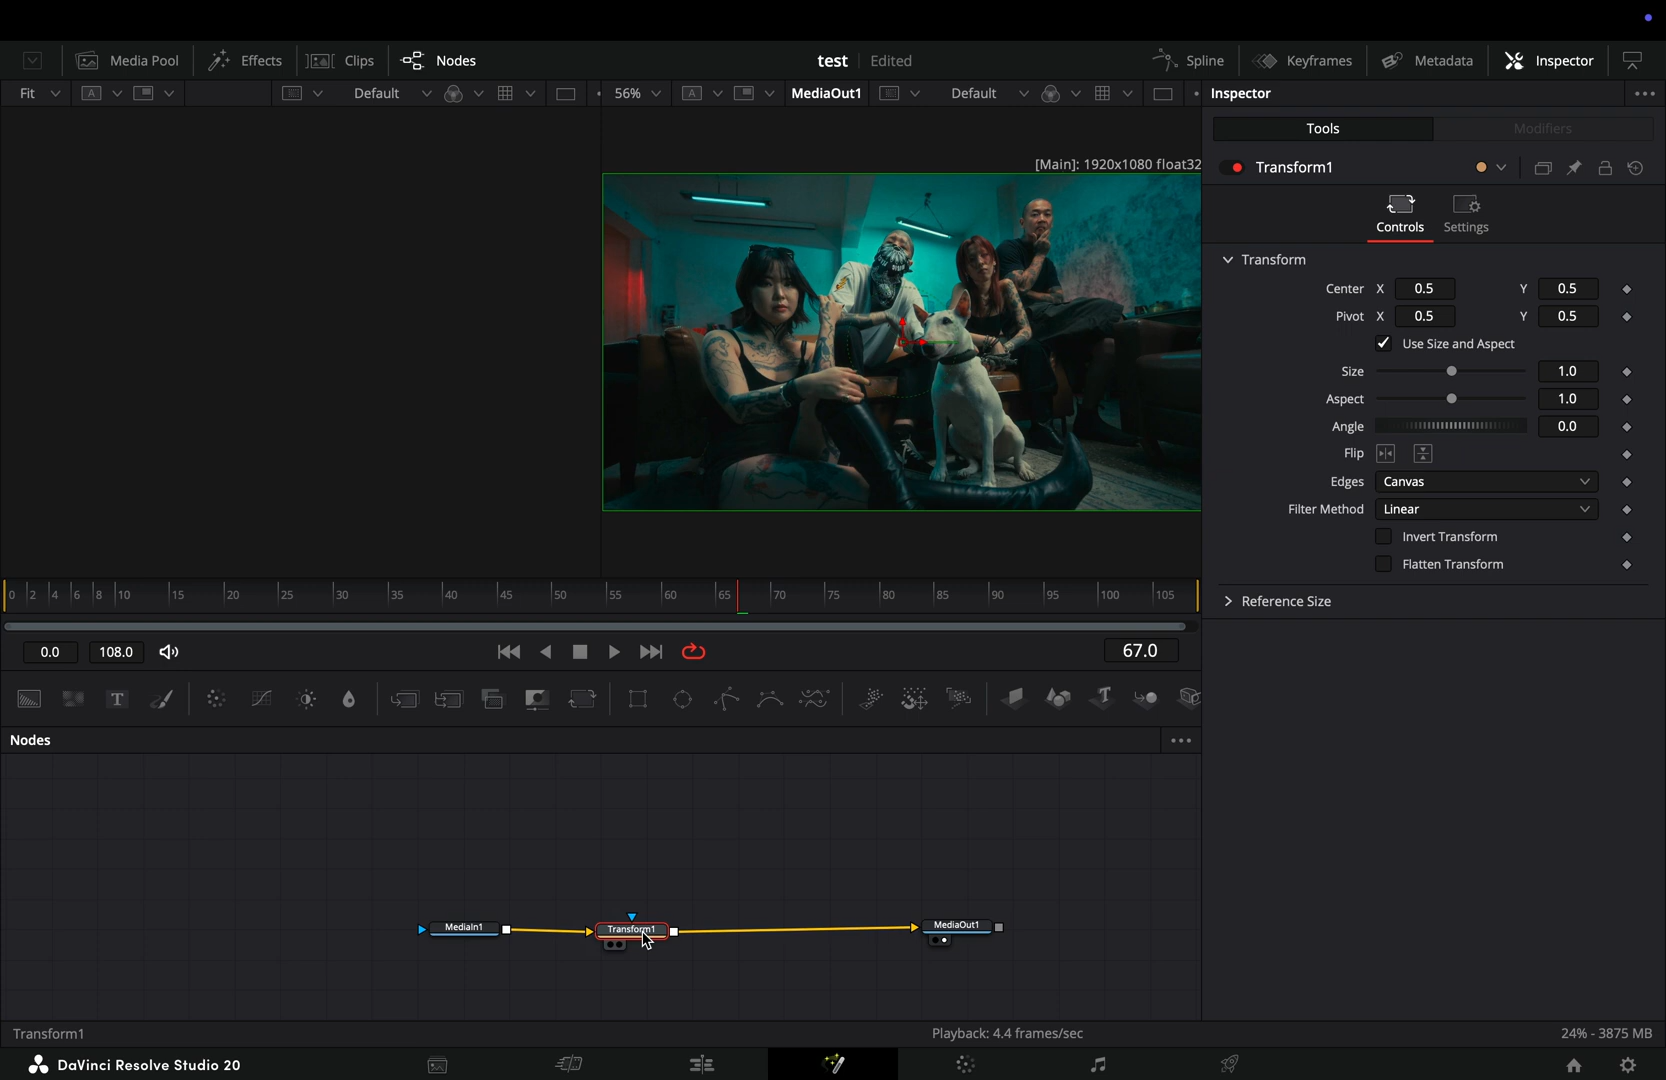 Media Pool
Effects
Clips
Nodes
test
Edited
Spline
Keyframes
Metadata
Inspector
Fit
A
Default
56%
A
MediaOut1
Default
Inspector
Tools
Modifiers
Transform1
Controls
Settings
[Main]: 1920x1080 float32
Transform
Center X 0.5 Y 0.5
Pivot X 0.5 Y 0.5
Use Size and Aspect
Size 1.0
Aspect 1.0
Angle 0.0
Flip
Edges Canvas
Filter Method Linear
Invert Transform
Flatten Transform
Reference Size
0 2 4 6 8 10 15 20 25 30 35 40 45 50 55 60 65 70 75 80 85 90 95 100 105
0.0 108.0 67.0
T T
Nodes
MediaIn1
Transform1
MediaOut1
Transform1
Playback: 4.4 frames/sec
24% - 3875 MB
DaVinci Resolve Studio 20